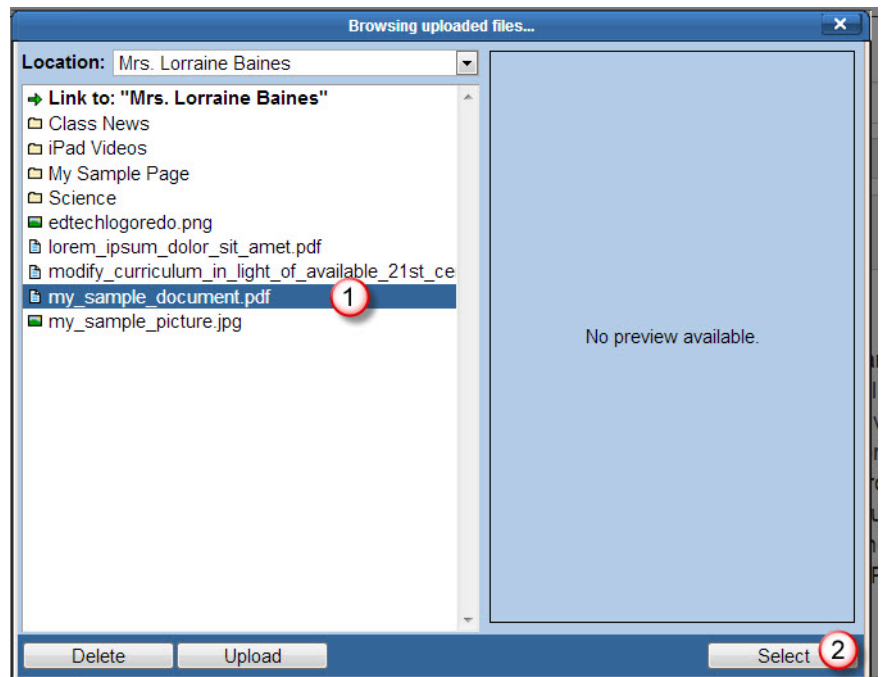 Browsing uploaded files...
Location: Mrs. Lorraine Baines
Link to: "Mrs. Lorraine Baines"
Class News
iPad Videos
My Sample Page
Science
edtechlogoredo.png
lorem_ipsum_dolor_sit_amet.pdf
modify_curriculum_in_light_of_available_21st_ce
my_sample_document.pdf 1
my_sample_picture.jpg
No preview available.
Delete Upload Select 2